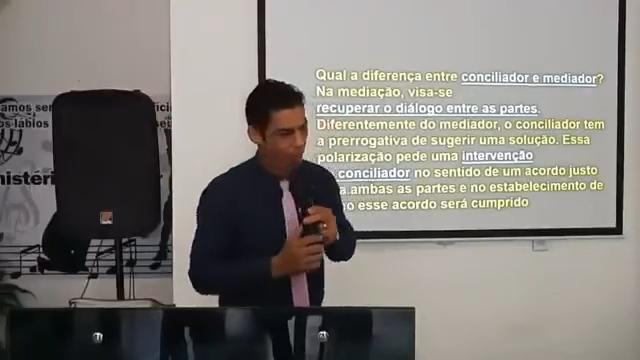 amos ser
s lábios
nistéri
Qual a diferença entre conciliador e mediador?
Na mediação, visa-se
recuperar o diálogo entre as partes.
Diferentemente do mediador, o conciliador tem
a prerrogativa de sugerir uma solução. Essa
polarização pede uma intervenção
conciliador no sentido de um acordo justo
ambas as partes e no estabelecimento de
esse acordo será cumprido